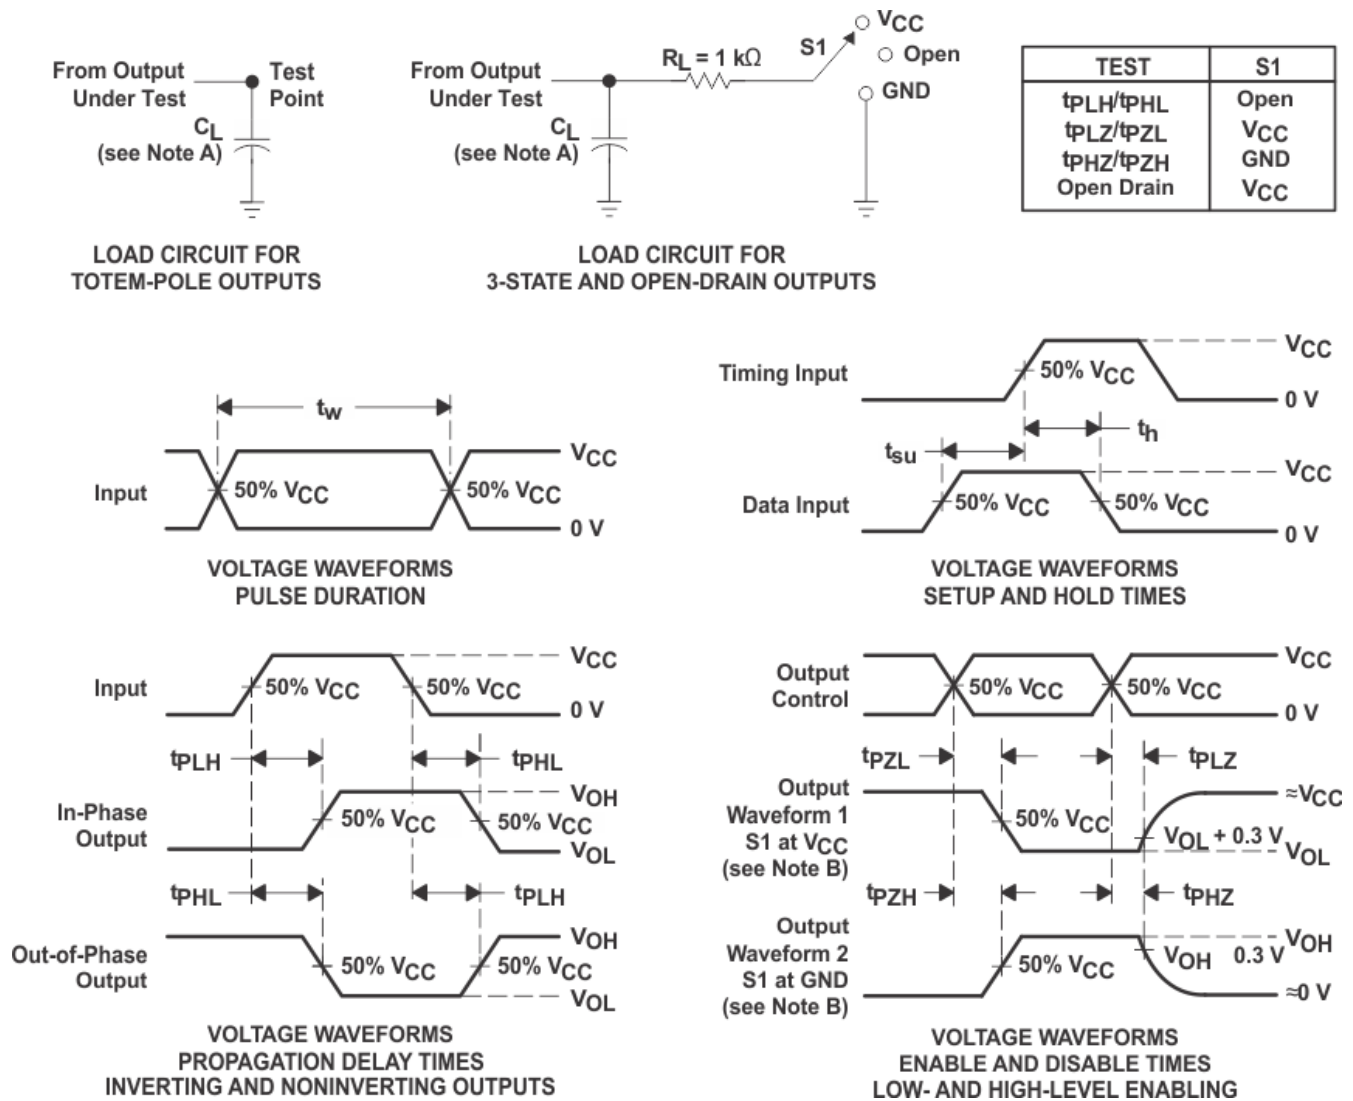 From Output
Under Test
Test
Point
CL
(see Note A)
LOAD CIRCUIT FOR
TOTEM-POLE OUTPUTS
From Output
Under Test
RL = 1 kΩ
S1
VCC
Open
GND
CL
(see Note A)
LOAD CIRCUIT FOR
3-STATE AND OPEN-DRAIN OUTPUTS
TEST S1
tPLH/tPHL Open
tPLZ/tPZL VCC
tPHZ/tPZH GND
Open Drain VCC
tw
Input
50% VCC
50% VCC
VCC
0 V
VOLTAGE WAVEFORMS
PULSE DURATION
Timing Input
50% VCC
VCC
0 V
tsu
th
Data Input
50% VCC
50% VCC
VCC
0 V
VOLTAGE WAVEFORMS
SETUP AND HOLD TIMES
Input
50% VCC
50% VCC
VCC
0 V
tPLH
tPHL
In-Phase
Output
50% VCC
50% VCC
VOH
VOL
tPHL
tPLH
Out-of-Phase
Output
50% VCC
50% VCC
VOH
VOL
VOLTAGE WAVEFORMS
PROPAGATION DELAY TIMES
INVERTING AND NONINVERTING OUTPUTS
Output
Control
50% VCC
50% VCC
VCC
0 V
tPZL
tPLZ
Output
Waveform 1
S1 at VCC
(see Note B)
50% VCC
VOL + 0.3 V
≈VCC
VOL
tPZH
tPHZ
Output
Waveform 2
S1 at GND
(see Note B)
50% VCC
VOH 0.3 V
VOH
≈0 V
VOLTAGE WAVEFORMS
ENABLE AND DISABLE TIMES
LOW- AND HIGH-LEVEL ENABLING